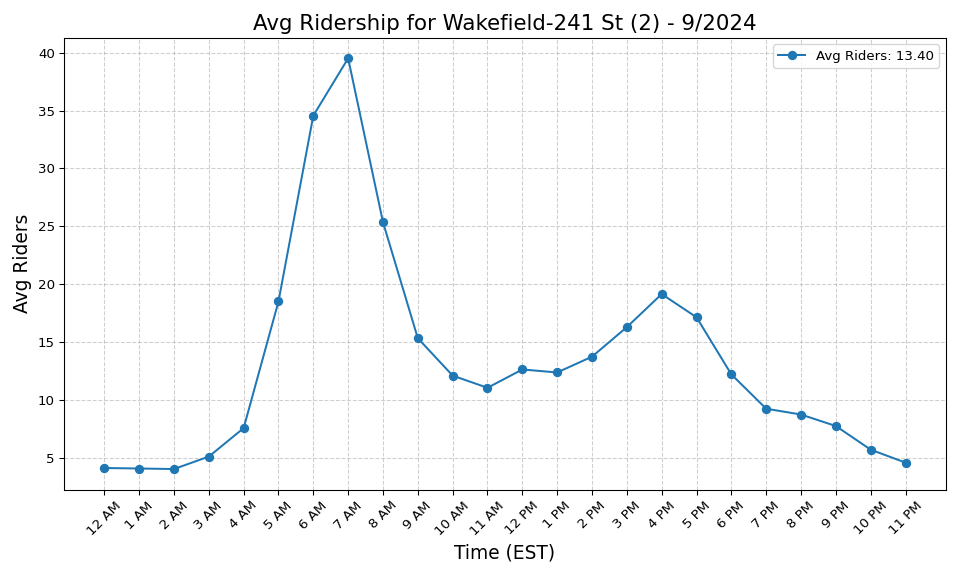 Avg Ridership for Wakefield-241 St (2) - 9/2024
Avg Riders: 13.40
Avg Riders
40
35
30
25
20
15
10
5
12 AM
1 AM
2 AM
3 AM
4 AM
5 AM
6 AM
7 AM
8 AM
9 AM
10 AM
11 AM
12 PM
1 PM
2 PM
3 PM
4 PM
5 PM
6 PM
7 PM
8 PM
9 PM
10 PM
11 PM
Time (EST)